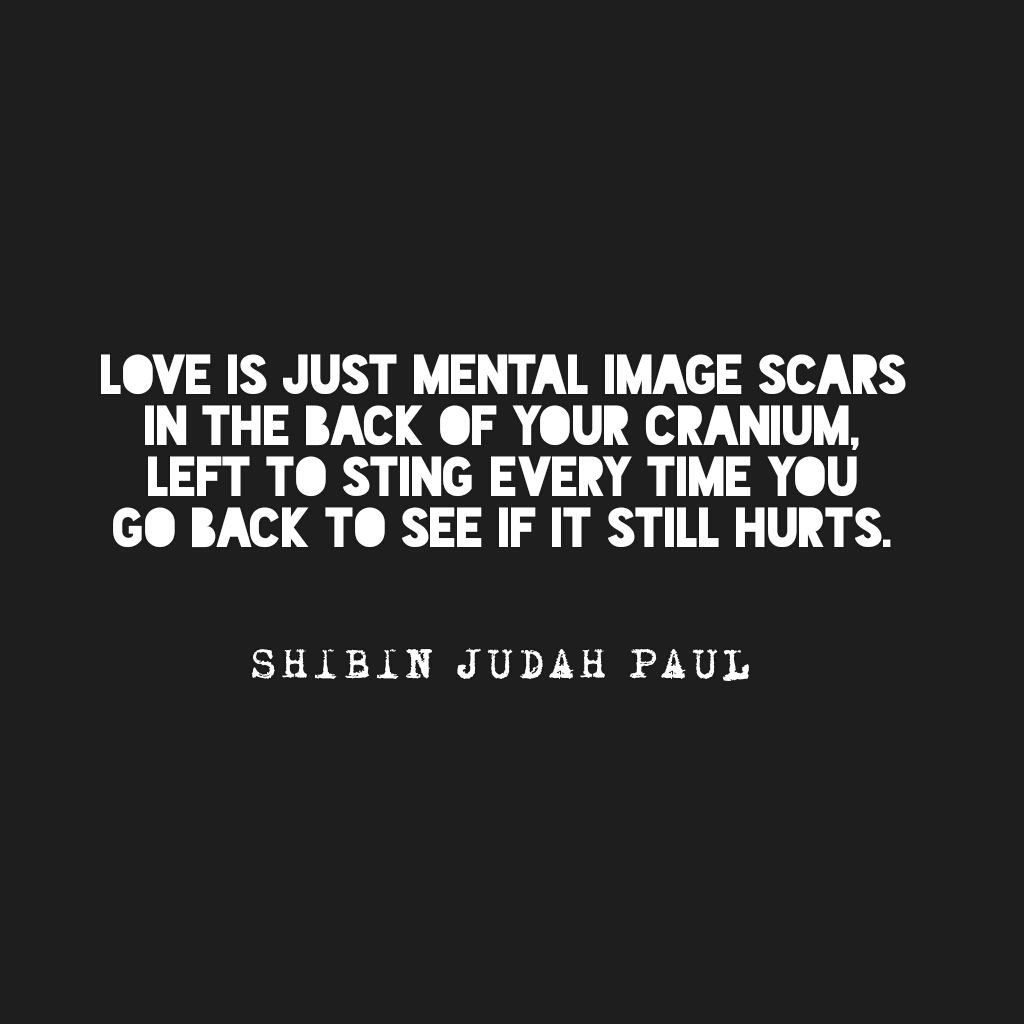 LOVE IS JUST MENTAL IMAGE SCARS
IN THE BACK OF YOUR CRANIUM,
LEFT TO STING EVERY TIME YOU
GO BACK TO SEE IF IT STILL HURTS.
SHIBIN JUDAH PAUL